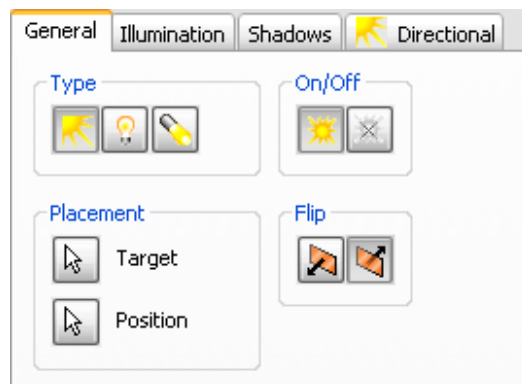 General Illumination Shadows Directional
Type On/Off
Placement Flip
Target
Position